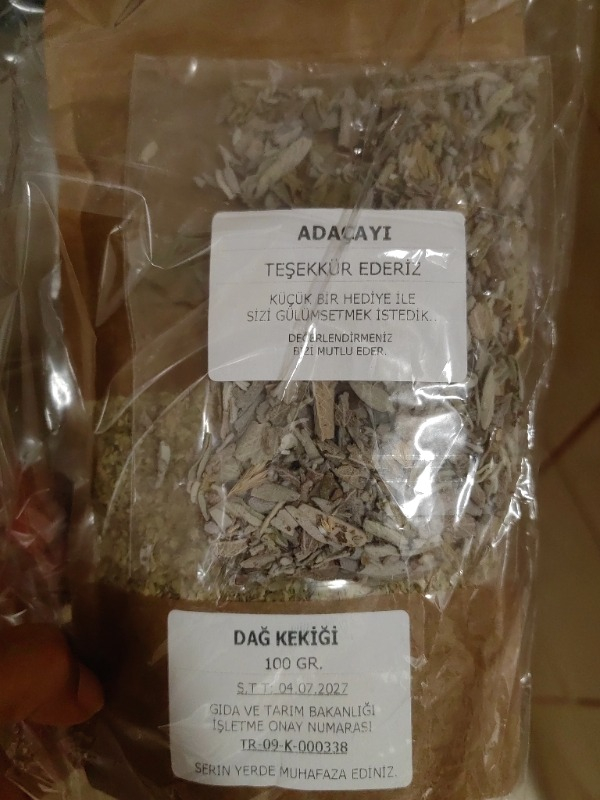 ADAÇAYI
TEŞEKKÜR EDERİZ
KÜÇÜK BİR HEDİYE İLE
SİZİ GÜLÜMSETMEK İSTEDİK..
DEĞERLENDİRMENİZ
BİZİ MUTLU EDER.
DAĞ KEKİĞİ
100 GR.
S.T.T: 04.07.2027
GIDA VE TARIM BAKANLIĞI
İŞLETME ONAY NUMARASI
TR-09-K-000338
SERİN YERDE MUHAFAZA EDİNİZ.